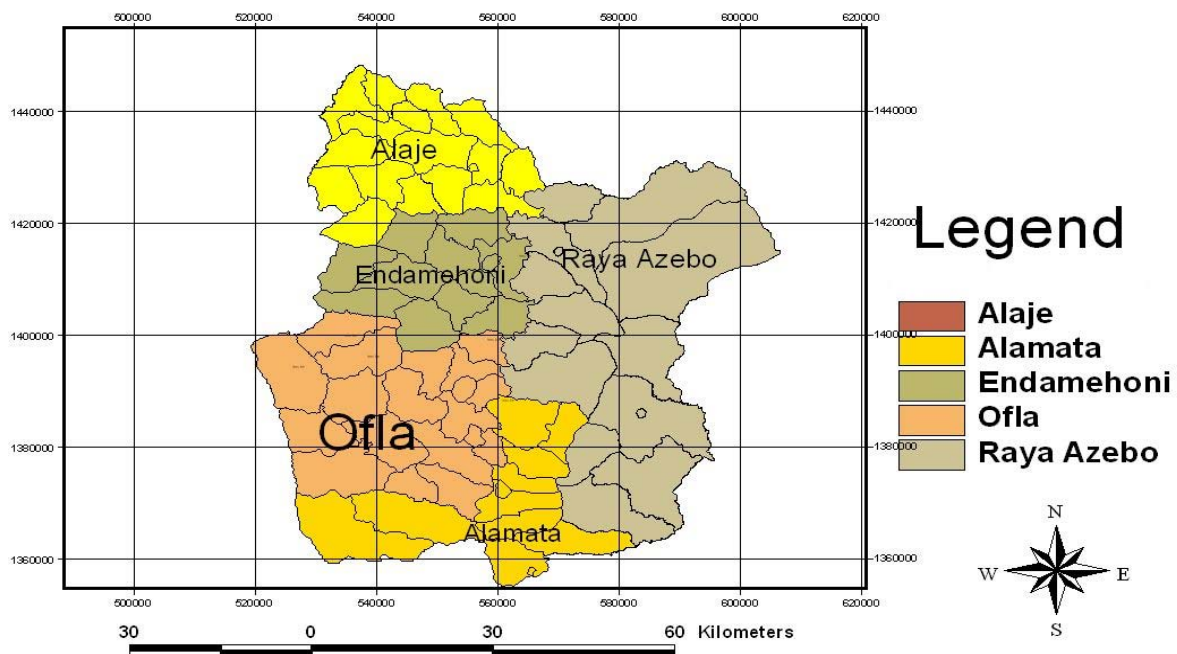 500000 520000 540000 560000 580000 600000 620000
1440000 1440000
Alaje
1420000 1420000
Legend
Raya Azebo
Endamehoni
Alaje
1400000 1400000
Alamata
Endamehoni
Ofla
Ofla
1380000 1380000
Raya Azebo
Alamata
1360000 1360000
N
W E
S
500000 520000 540000 560000 580000 600000 620000
30 0 30 60 Kilometers